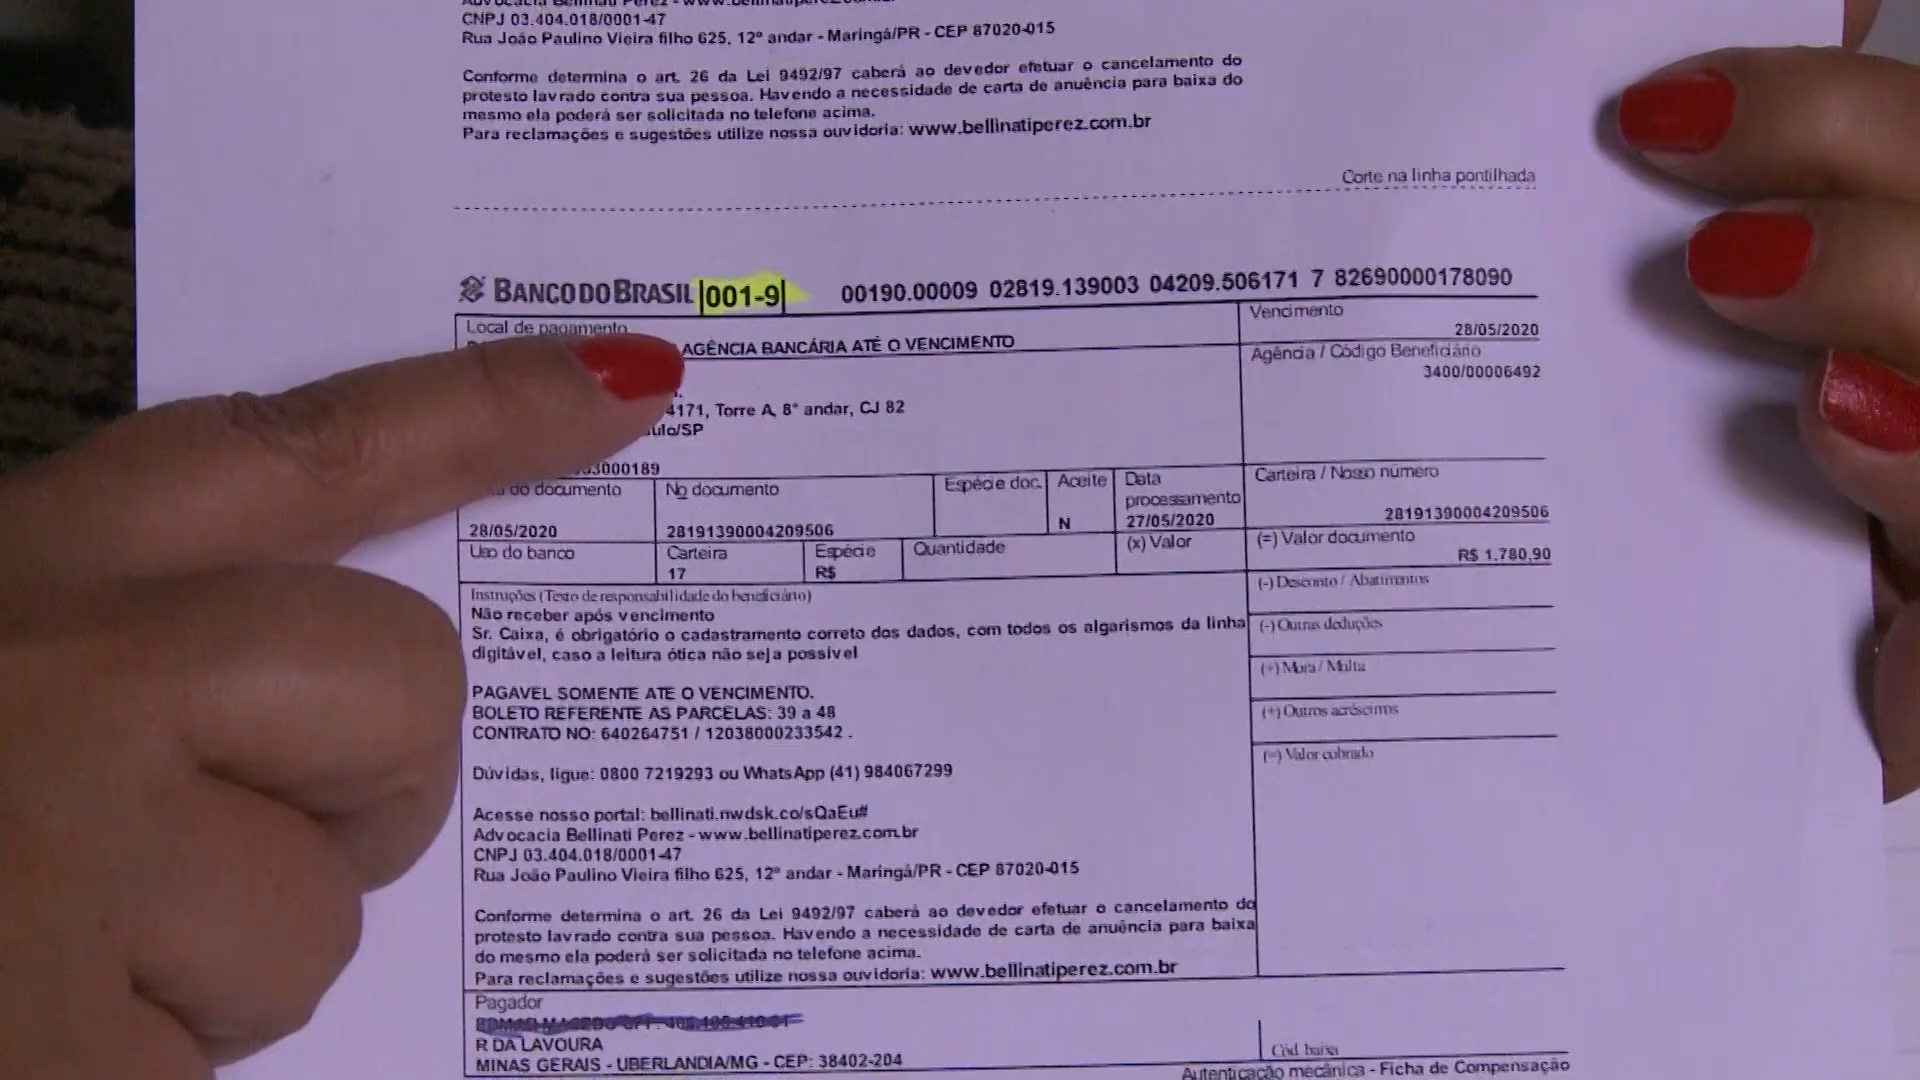 Advocacia Bellinati Perez - www.bellinatiperez.com.br
CNPJ 03.404.018/0001-47
Rua João Paulino Vieira filho 625, 12º andar - Maringá/PR - CEP 87020-015
Conforme determina o art. 26 da Lei 9492/97 caberá ao devedor efetuar o cancelamento do
protesto lavrado contra sua pessoa. Havendo a necessidade de carta de anuência para baixa do
mesmo ela poderá ser solicitada no telefone acima.
Para reclamações e sugestões utilize nossa ouvidoria: www.bellinatiperez.com.br
Corte na linha pontilhada
BANCO DO BRASIL |001-9| 00190.00009 02819.139003 04209.506171 7 82690000178090
Local de pagamento
AGÊNCIA BANCÁRIA ATÉ O VENCIMENTO
Vencimento
28/05/2020
Agência / Código Beneficiário
3400/00006492
4171, Torre A, 8° andar, CJ 82
ulo/SP
3000189
do documento
28/05/2020
No documento
28191390004209506
Espécie doc.
Aceite
N
Data
processamento
27/05/2020
Carteira / Nosso número
28191390004209506
Uso do banco
Carteira
17
Espécie
R$
Quantidade
(x) Valor
(=) Valor documento
R$ 1.780,90
Instruções (Texto de responsabilidade do beneficiário)
Não receber após vencimento
Sr. Caixa, é obrigatório o cadastramento correto dos dados, com todos os algarismos da linha
digitável, caso a leitura ótica não seja possível
PAGAVEL SOMENTE ATE O VENCIMENTO.
BOLETO REFERENTE AS PARCELAS: 39 a 48
CONTRATO NO: 640264751 / 12038000233542 .
Dúvidas, ligue: 0800 7219293 ou WhatsApp (41) 984067299
Acesse nosso portal: bellinati.nwdsk.co/sQaEu#
Advocacia Bellinati Perez - www.bellinatiperez.com.br
CNPJ 03.404.018/0001-47
Rua João Paulino Vieira filho 625, 12º andar - Maringá/PR - CEP 87020-015
Conforme determina o art. 26 da Lei 9492/97 caberá ao devedor efetuar o cancelamento do
protesto lavrado contra sua pessoa. Havendo a necessidade de carta de anuência para baixa
do mesmo ela poderá ser solicitada no telefone acima.
Para reclamações e sugestões utilize nossa ouvidoria: www.bellinatiperez.com.br
(-) Desconto / Abatimentos
(-) Outras deduções
(+) Mora / Multa
(+) Outros acréscimos
(=) Valor cobrado
Pagador
R DA LAVOURA
MINAS GERAIS - UBERLANDIA/MG - CEP: 38402-204
Cód. baixa
Autenticação mecânica - Ficha de Compensação